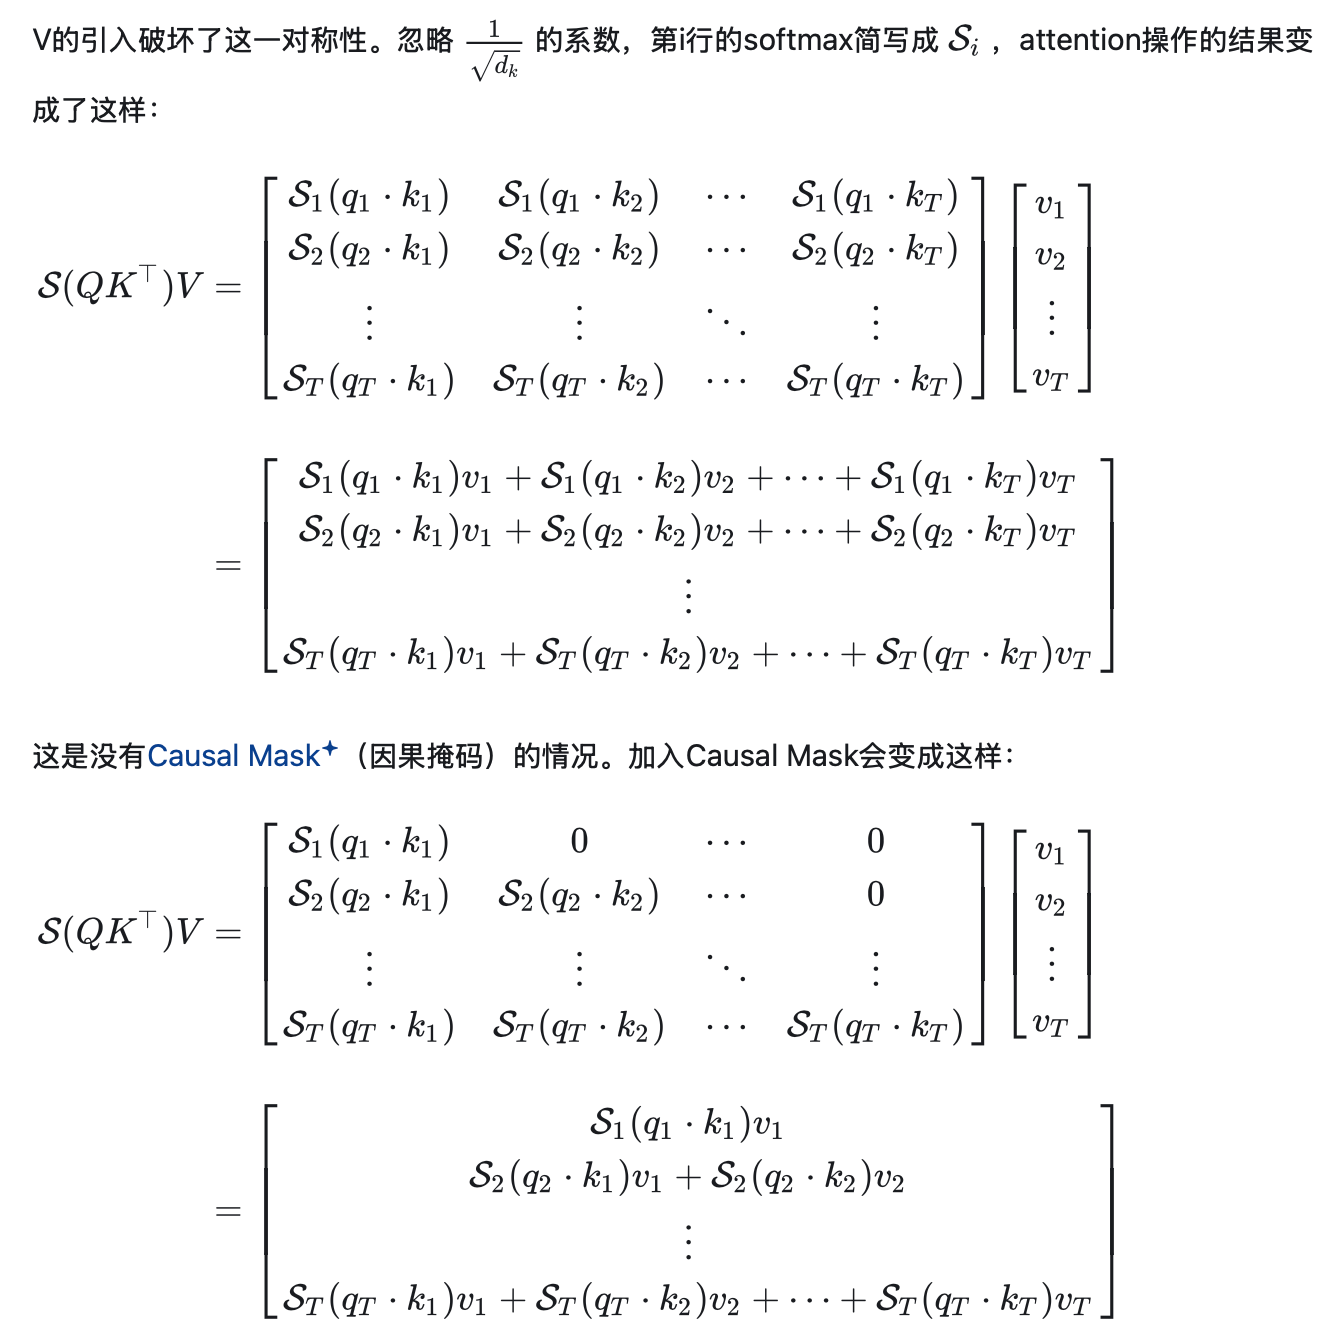 V的引入破坏了这一对称性。忽略 $\frac{1}{\sqrt{d_k}}$ 的系数，第i行的softmax简写成 $\mathcal{S}_i$ ，attention操作的结果变
成了这样：
$\mathcal{S}(QK^\top)V = \begin{bmatrix} \mathcal{S}_1(q_1 \cdot k_1) & \mathcal{S}_1(q_1 \cdot k_2) & \cdots & \mathcal{S}_1(q_1 \cdot k_T) \\ \mathcal{S}_2(q_2 \cdot k_1) & \mathcal{S}_2(q_2 \cdot k_2) & \cdots & \mathcal{S}_2(q_2 \cdot k_T) \\ \vdots & \vdots & \ddots & \vdots \\ \mathcal{S}_T(q_T \cdot k_1) & \mathcal{S}_T(q_T \cdot k_2) & \cdots & \mathcal{S}_T(q_T \cdot k_T) \end{bmatrix} \begin{bmatrix} v_1 \\ v_2 \\ \vdots \\ v_T \end{bmatrix}$
$= \begin{bmatrix} \mathcal{S}_1(q_1 \cdot k_1)v_1 + \mathcal{S}_1(q_1 \cdot k_2)v_2 + \cdots + \mathcal{S}_1(q_1 \cdot k_T)v_T \\ \mathcal{S}_2(q_2 \cdot k_1)v_1 + \mathcal{S}_2(q_2 \cdot k_2)v_2 + \cdots + \mathcal{S}_2(q_2 \cdot k_T)v_T \\ \vdots \\ \mathcal{S}_T(q_T \cdot k_1)v_1 + \mathcal{S}_T(q_T \cdot k_2)v_2 + \cdots + \mathcal{S}_T(q_T \cdot k_T)v_T \end{bmatrix}$
这是没有Causal Mask（因果掩码）的情况。加入Causal Mask会变成这样：
$\mathcal{S}(QK^\top)V = \begin{bmatrix} \mathcal{S}_1(q_1 \cdot k_1) & 0 & \cdots & 0 \\ \mathcal{S}_2(q_2 \cdot k_1) & \mathcal{S}_2(q_2 \cdot k_2) & \cdots & 0 \\ \vdots & \vdots & \ddots & \vdots \\ \mathcal{S}_T(q_T \cdot k_1) & \mathcal{S}_T(q_T \cdot k_2) & \cdots & \mathcal{S}_T(q_T \cdot k_T) \end{bmatrix} \begin{bmatrix} v_1 \\ v_2 \\ \vdots \\ v_T \end{bmatrix}$
$= \begin{bmatrix} \mathcal{S}_1(q_1 \cdot k_1)v_1 \\ \mathcal{S}_2(q_2 \cdot k_1)v_1 + \mathcal{S}_2(q_2 \cdot k_2)v_2 \\ \vdots \\ \mathcal{S}_T(q_T \cdot k_1)v_1 + \mathcal{S}_T(q_T \cdot k_2)v_2 + \cdots + \mathcal{S}_T(q_T \cdot k_T)v_T \end{bmatrix}$